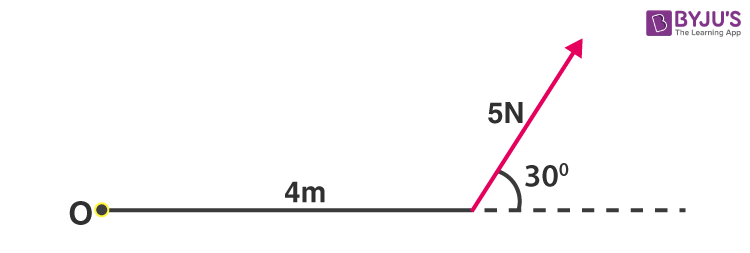 BYJU'S
The Learning App
5N
30⁰
4m
O